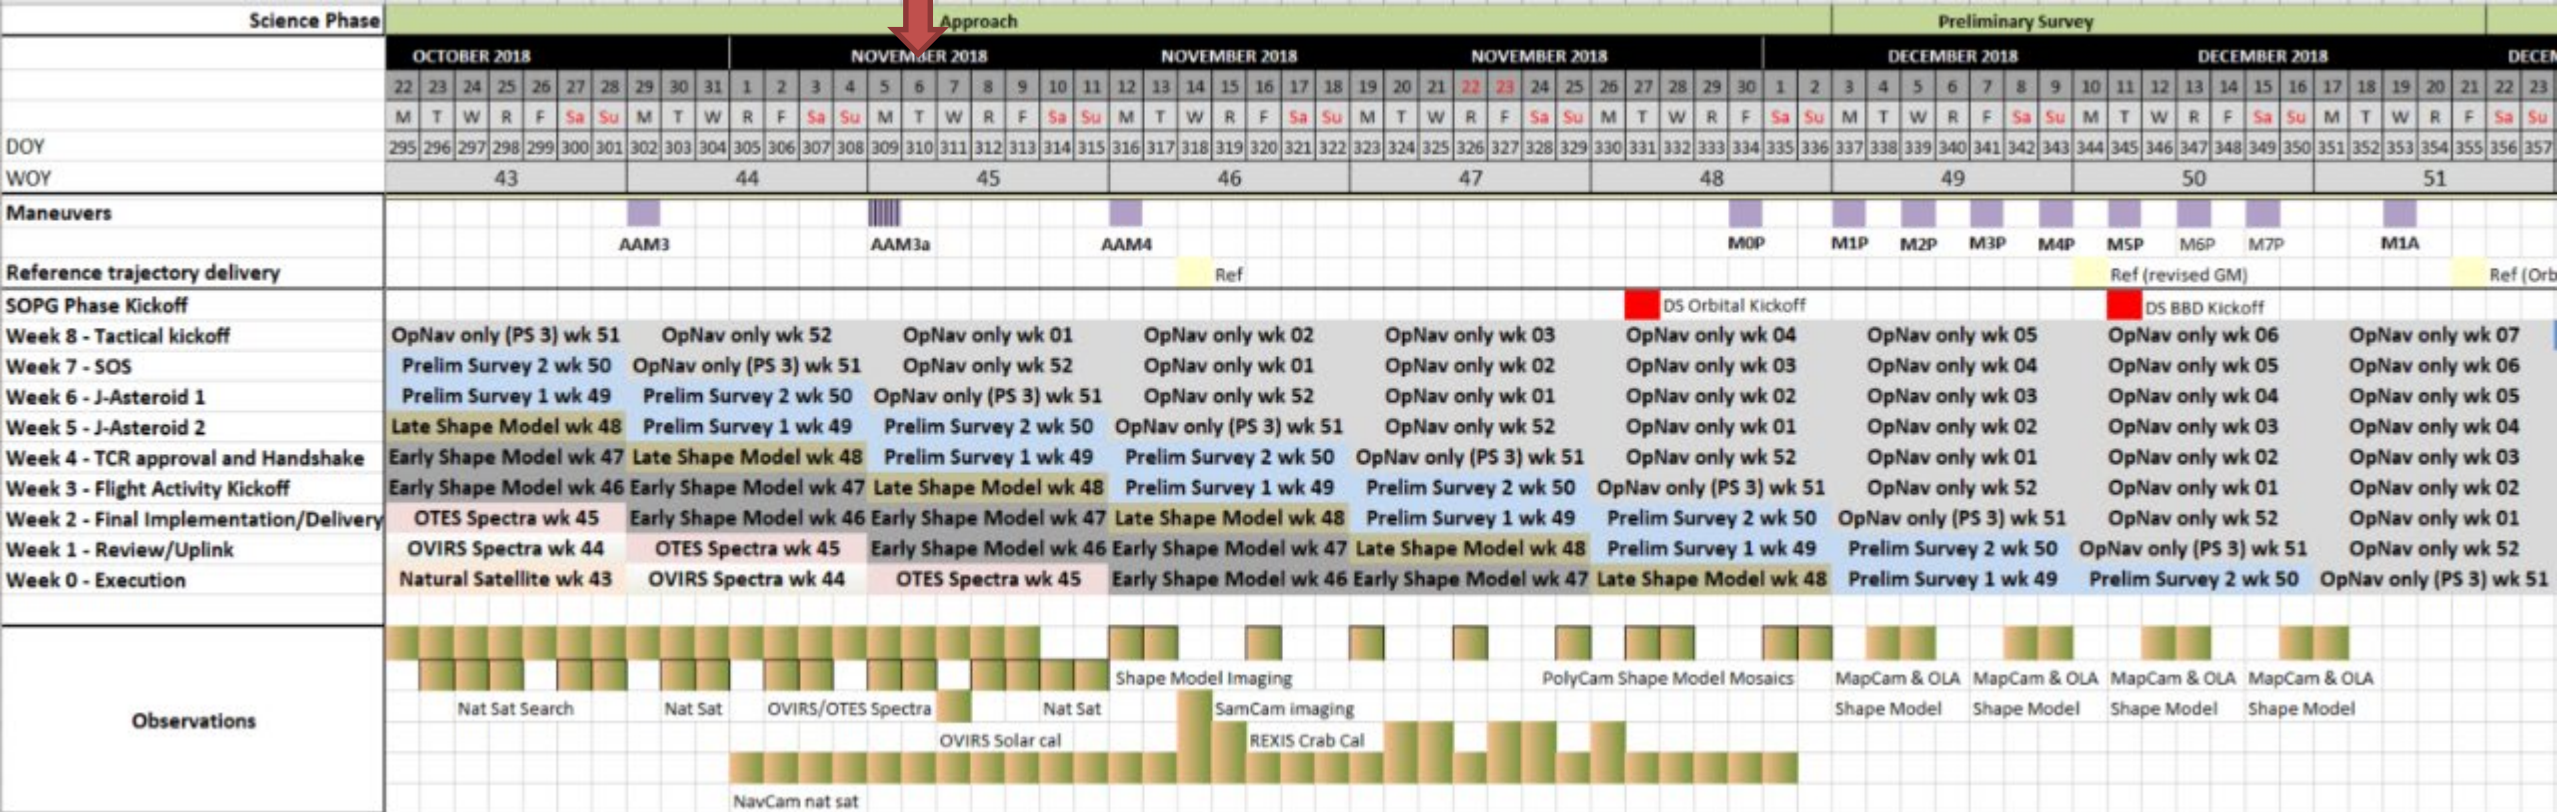 Science Phase Approach Preliminary Survey
OCTOBER 2018 NOVEMBER 2018 NOVEMBER 2018 NOVEMBER 2018 DECEMBER 2018 DECEMBER 2018 DECEM
22 23 24 25 26 27 28 29 30 31 1 2 3 4 5 6 7 8 9 10 11 12 13 14 15 16 17 18 19 20 21 22 23 24 25 26 27 28 29 30 1 2 3 4 5 6 7 8 9 10 11 12 13 14 15 16 17 18 19 20 21 22 23
M T W R F Sa Su M T W R F Sa Su M T W R F Sa Su M T W R F Sa Su M T W R F Sa Su M T W R F Sa Su M T W R F Sa Su M T W R F Sa Su M T W R F Sa Su
DOY 295 296 297 298 299 300 301 302 303 304 305 306 307 308 309 310 311 312 313 314 315 316 317 318 319 320 321 322 323 324 325 326 327 328 329 330 331 332 333 334 335 336 337 338 339 340 341 342 343 344 345 346 347 348 349 350 351 352 353 354 355 356 357
WOY 43 44 45 46 47 48 49 50 51
Maneuvers
AAM3 AAM3a AAM4 M0P M1P M2P M3P M4P M5P M6P M7P M1A
Reference trajectory delivery Ref Ref (revised GM) Ref (Orb
SOPG Phase Kickoff DS Orbital Kickoff DS BBD Kickoff
Week 8 - Tactical kickoff OpNav only (PS 3) wk 51 OpNav only wk 52 OpNav only wk 01 OpNav only wk 02 OpNav only wk 03 OpNav only wk 04 OpNav only wk 05 OpNav only wk 06 OpNav only wk 07
Week 7 - SOS Prelim Survey 2 wk 50 OpNav only (PS 3) wk 51 OpNav only wk 52 OpNav only wk 01 OpNav only wk 02 OpNav only wk 03 OpNav only wk 04 OpNav only wk 05 OpNav only wk 06
Week 6 - J-Asteroid 1 Prelim Survey 1 wk 49 Prelim Survey 2 wk 50 OpNav only (PS 3) wk 51 OpNav only wk 52 OpNav only wk 01 OpNav only wk 02 OpNav only wk 03 OpNav only wk 04 OpNav only wk 05
Week 5 - J-Asteroid 2 Late Shape Model wk 48 Prelim Survey 1 wk 49 Prelim Survey 2 wk 50 OpNav only (PS 3) wk 51 OpNav only wk 52 OpNav only wk 01 OpNav only wk 02 OpNav only wk 03 OpNav only wk 04
Week 4 - TCR approval and Handshake Early Shape Model wk 47 Late Shape Model wk 48 Prelim Survey 1 wk 49 Prelim Survey 2 wk 50 OpNav only (PS 3) wk 51 OpNav only wk 52 OpNav only wk 01 OpNav only wk 02 OpNav only wk 03
Week 3 - Flight Activity Kickoff Early Shape Model wk 46 Early Shape Model wk 47 Late Shape Model wk 48 Prelim Survey 1 wk 49 Prelim Survey 2 wk 50 OpNav only (PS 3) wk 51 OpNav only wk 52 OpNav only wk 01 OpNav only wk 02
Week 2 - Final Implementation/Delivery OTES Spectra wk 45 Early Shape Model wk 46 Early Shape Model wk 47 Late Shape Model wk 48 Prelim Survey 1 wk 49 Prelim Survey 2 wk 50 OpNav only (PS 3) wk 51 OpNav only wk 52 OpNav only wk 01
Week 1 - Review/Uplink OVIRS Spectra wk 44 OTES Spectra wk 45 Early Shape Model wk 46 Early Shape Model wk 47 Late Shape Model wk 48 Prelim Survey 1 wk 49 Prelim Survey 2 wk 50 OpNav only (PS 3) wk 51 OpNav only wk 52
Week 0 - Execution Natural Satellite wk 43 OVIRS Spectra wk 44 OTES Spectra wk 45 Early Shape Model wk 46 Early Shape Model wk 47 Late Shape Model wk 48 Prelim Survey 1 wk 49 Prelim Survey 2 wk 50 OpNav only (PS 3) wk 51
Shape Model Imaging PolyCam Shape Model Mosaics MapCam & OLA MapCam & OLA MapCam & OLA MapCam & OLA
Nat Sat Search Nat Sat OVIRS/OTES Spectra Nat Sat SamCam imaging Shape Model Shape Model Shape Model Shape Model
Observations
OVIRS Solar cal REXIS Crab Cal
NavCam nat sat